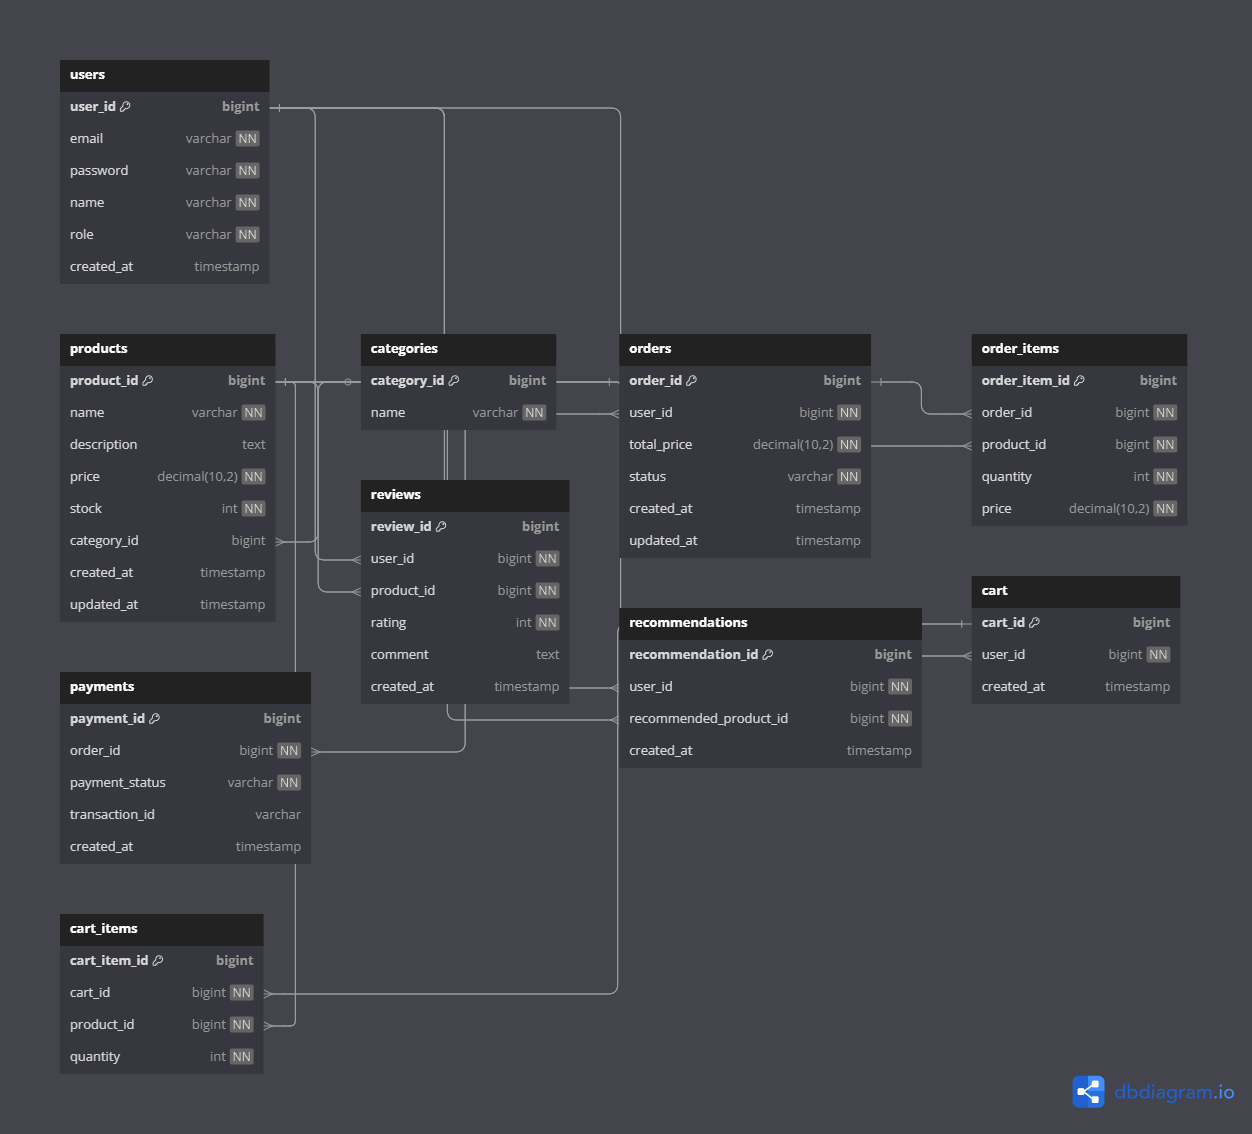 users
user_id bigint
email varchar NN
password varchar NN
name varchar NN
role varchar NN
created_at timestamp
products
product_id bigint
name varchar NN
description text
price decimal(10,2) NN
stock int NN
category_id bigint
created_at timestamp
updated_at timestamp
categories
category_id bigint
name varchar NN
orders
order_id bigint
user_id bigint NN
total_price decimal(10,2) NN
status varchar NN
created_at timestamp
updated_at timestamp
order_items
order_item_id bigint
order_id bigint NN
product_id bigint NN
quantity int NN
price decimal(10,2) NN
reviews
review_id bigint
user_id bigint NN
product_id bigint NN
rating int NN
comment text
created_at timestamp
recommendations
recommendation_id bigint
user_id bigint NN
recommended_product_id bigint NN
created_at timestamp
cart
cart_id bigint
user_id bigint NN
created_at timestamp
payments
payment_id bigint
order_id bigint NN
payment_status varchar NN
transaction_id varchar
created_at timestamp
cart_items
cart_item_id bigint
cart_id bigint NN
product_id bigint NN
quantity int NN
dbdiagram.io